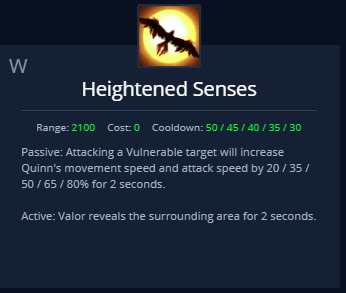 W
Heightened Senses
Range: 2100 Cost: 0 Cooldown: 50 / 45 / 40 / 35 / 30
Passive: Attacking a Vulnerable target will increase
Quinn's movement speed and attack speed by 20 / 35 /
50 / 65 / 80% for 2 seconds.
Active: Valor reveals the surrounding area for 2 seconds.